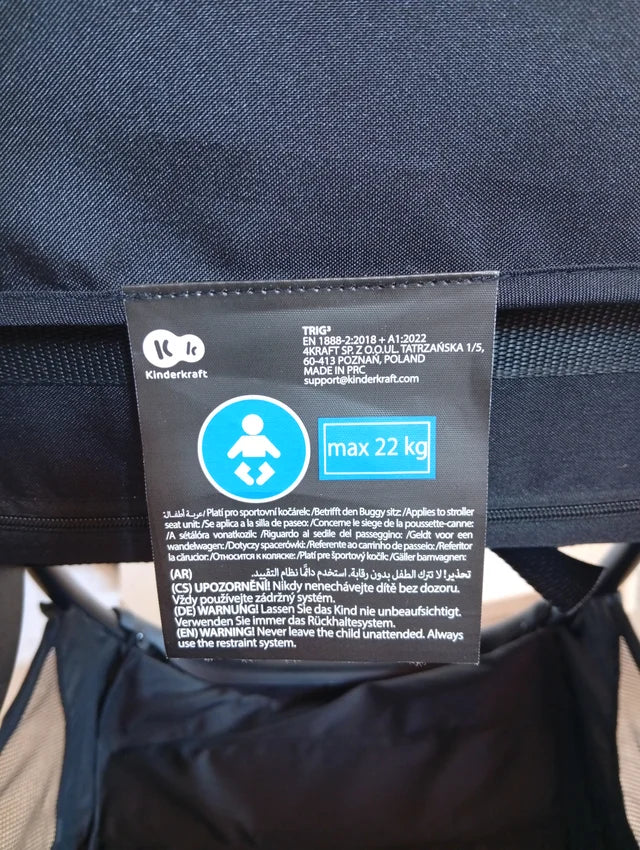 Kinderkraft
TRIG³
EN 1888-2:2018 + A1:2022
4KRAFT SP. Z O.O.UL. TATRZAŃSKA 1/5,
60-413 POZNAŃ, POLAND
MADE IN PRC
support@kinderkraft.com
max 22 kg
عربة أطفال: /Platí pro sportovní kočárek: /Betrifft den Buggy sitz: /Applies to stroller
seat unit: /Se aplica a la silla de paseo: /Concerne le siege de la poussette-canne:
/A sétálóra vonatkozik: /Riguardo al sedile del passeggino: /Geldt voor een
wandelwagen: /Dotyczy spacerówki: /Referente ao carrinho de passeio: /Referitor
la cărucior: /Относится к коляске: /Platí pre športový kočík: /Gäller barnvagnen:
(AR) تحذير! لا تترك الطفل بدون رقابة. استخدم دائمًا نظام التقييد.
(CS) UPOZORNĚNÍ! Nikdy nenechávejte dítě bez dozoru.
Vždy používejte zádržný systém.
(DE) WARNUNG! Lassen Sie das Kind nie unbeaufsichtigt.
Verwenden Sie immer das Rückhaltesystem.
(EN) WARNING! Never leave the child unattended. Always
use the restraint system.